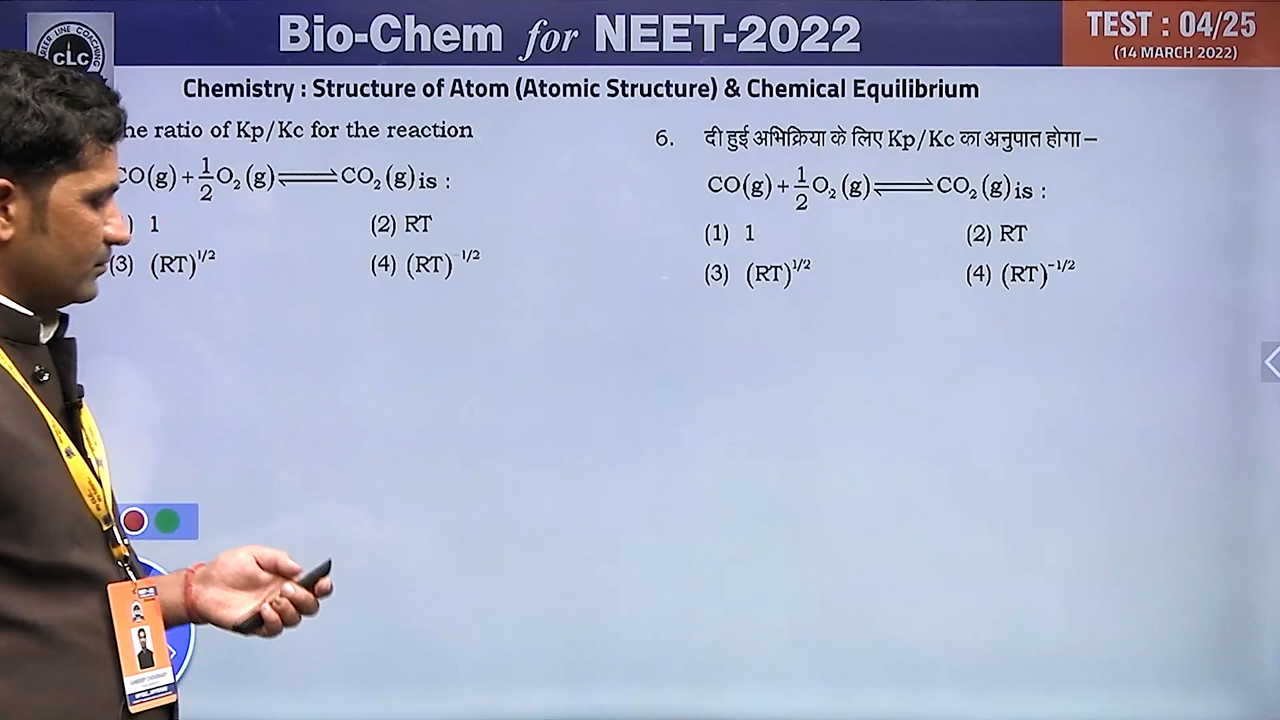 Bio-Chem for NEET-2022
TEST : 04/25
(14 MARCH 2022)
CLC
Chemistry : Structure of Atom (Atomic Structure) & Chemical Equilibrium
he ratio of Kp/Kc for the reaction
CO(g) + 1/2 O₂ (g) ⇌ CO₂ (g) is :
) 1 (2) RT
(3) (RT)^1/2 (4) (RT)^-1/2
6. दी हुई अभिक्रिया के लिए Kp/Kc का अनुपात होगा –
CO(g) + 1/2 O₂ (g) ⇌ CO₂ (g) is :
(1) 1 (2) RT
(3) (RT)^1/2 (4) (RT)^-1/2